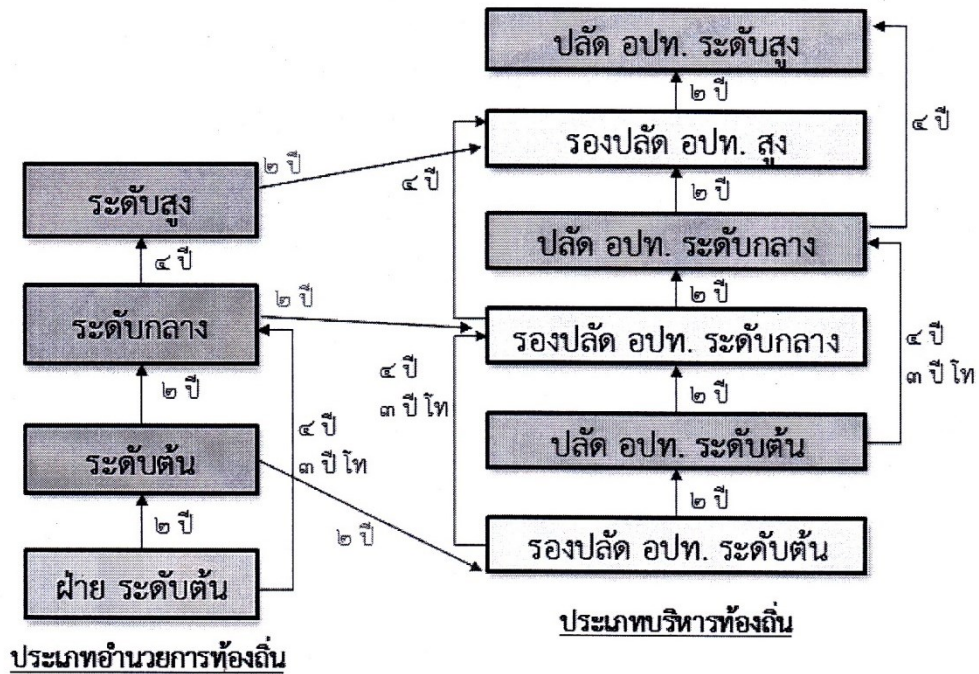 ปลัด อปท. ระดับสูง
๒ ปี
๔ ปี
รองปลัด อปท. สูง
๒ ปี
๔ ปี
ระดับสูง
๒ ปี
ปลัด อปท. ระดับกลาง
๔ ปี
๒ ปี
๒ ปี
ระดับกลาง
รองปลัด อปท. ระดับกลาง
๔ ปี
๓ ปี โท
๔ ปี
๓ ปี โท
๒ ปี
๒ ปี
๔ ปี
๓ ปี โท
ระดับต้น
ปลัด อปท. ระดับต้น
๒ ปี
๒ ปี
๒ ปี
ฝ่าย ระดับต้น
รองปลัด อปท. ระดับต้น
ประเภทอำนวยการท้องถิ่น
ประเภทบริหารท้องถิ่น